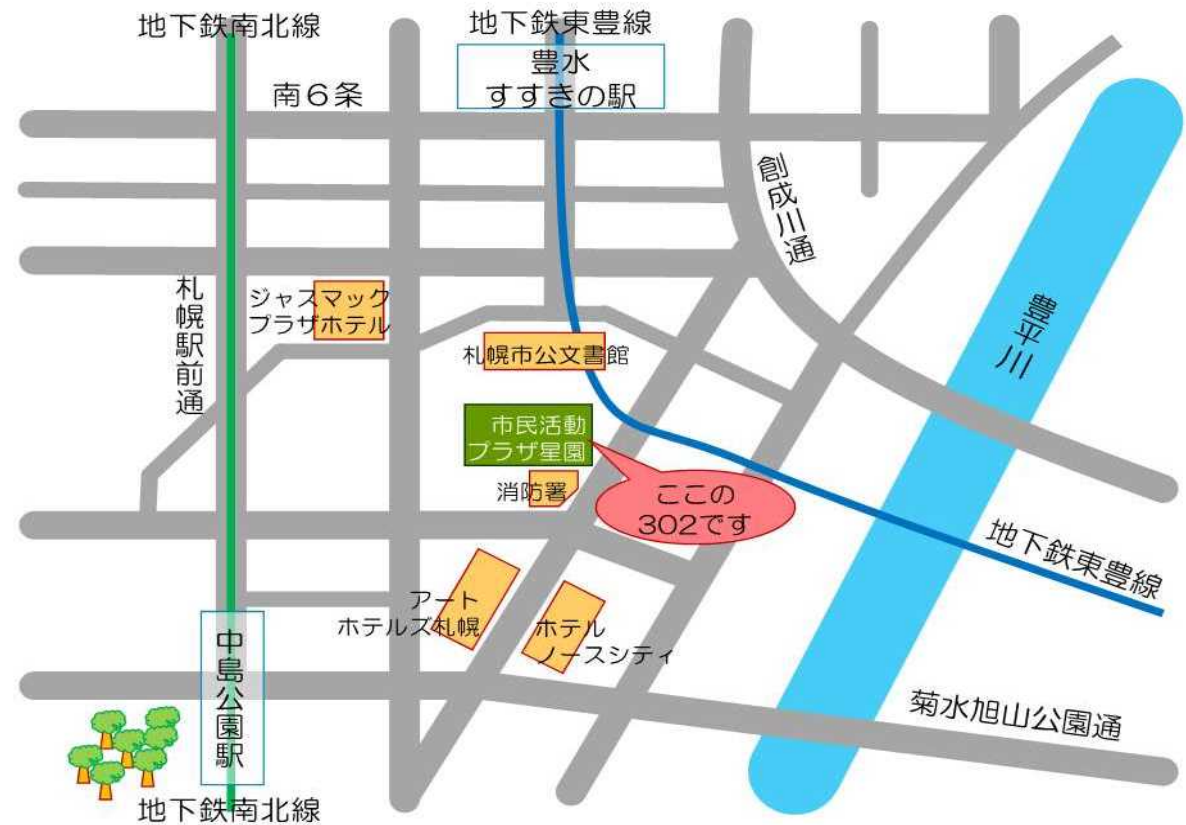 地下鉄南北線
地下鉄東豊線
豊水
すすきの駅
南6条
創成川通
札幌駅前通
ジャスマック
プラザホテル
豊平川
札幌市公文書館
市民活動
プラザ星園
消防署
ここの
302です
地下鉄東豊線
アート
ホテルズ札幌
ホテル
ノースシティ
中島公園駅
菊水旭山公園通
地下鉄南北線